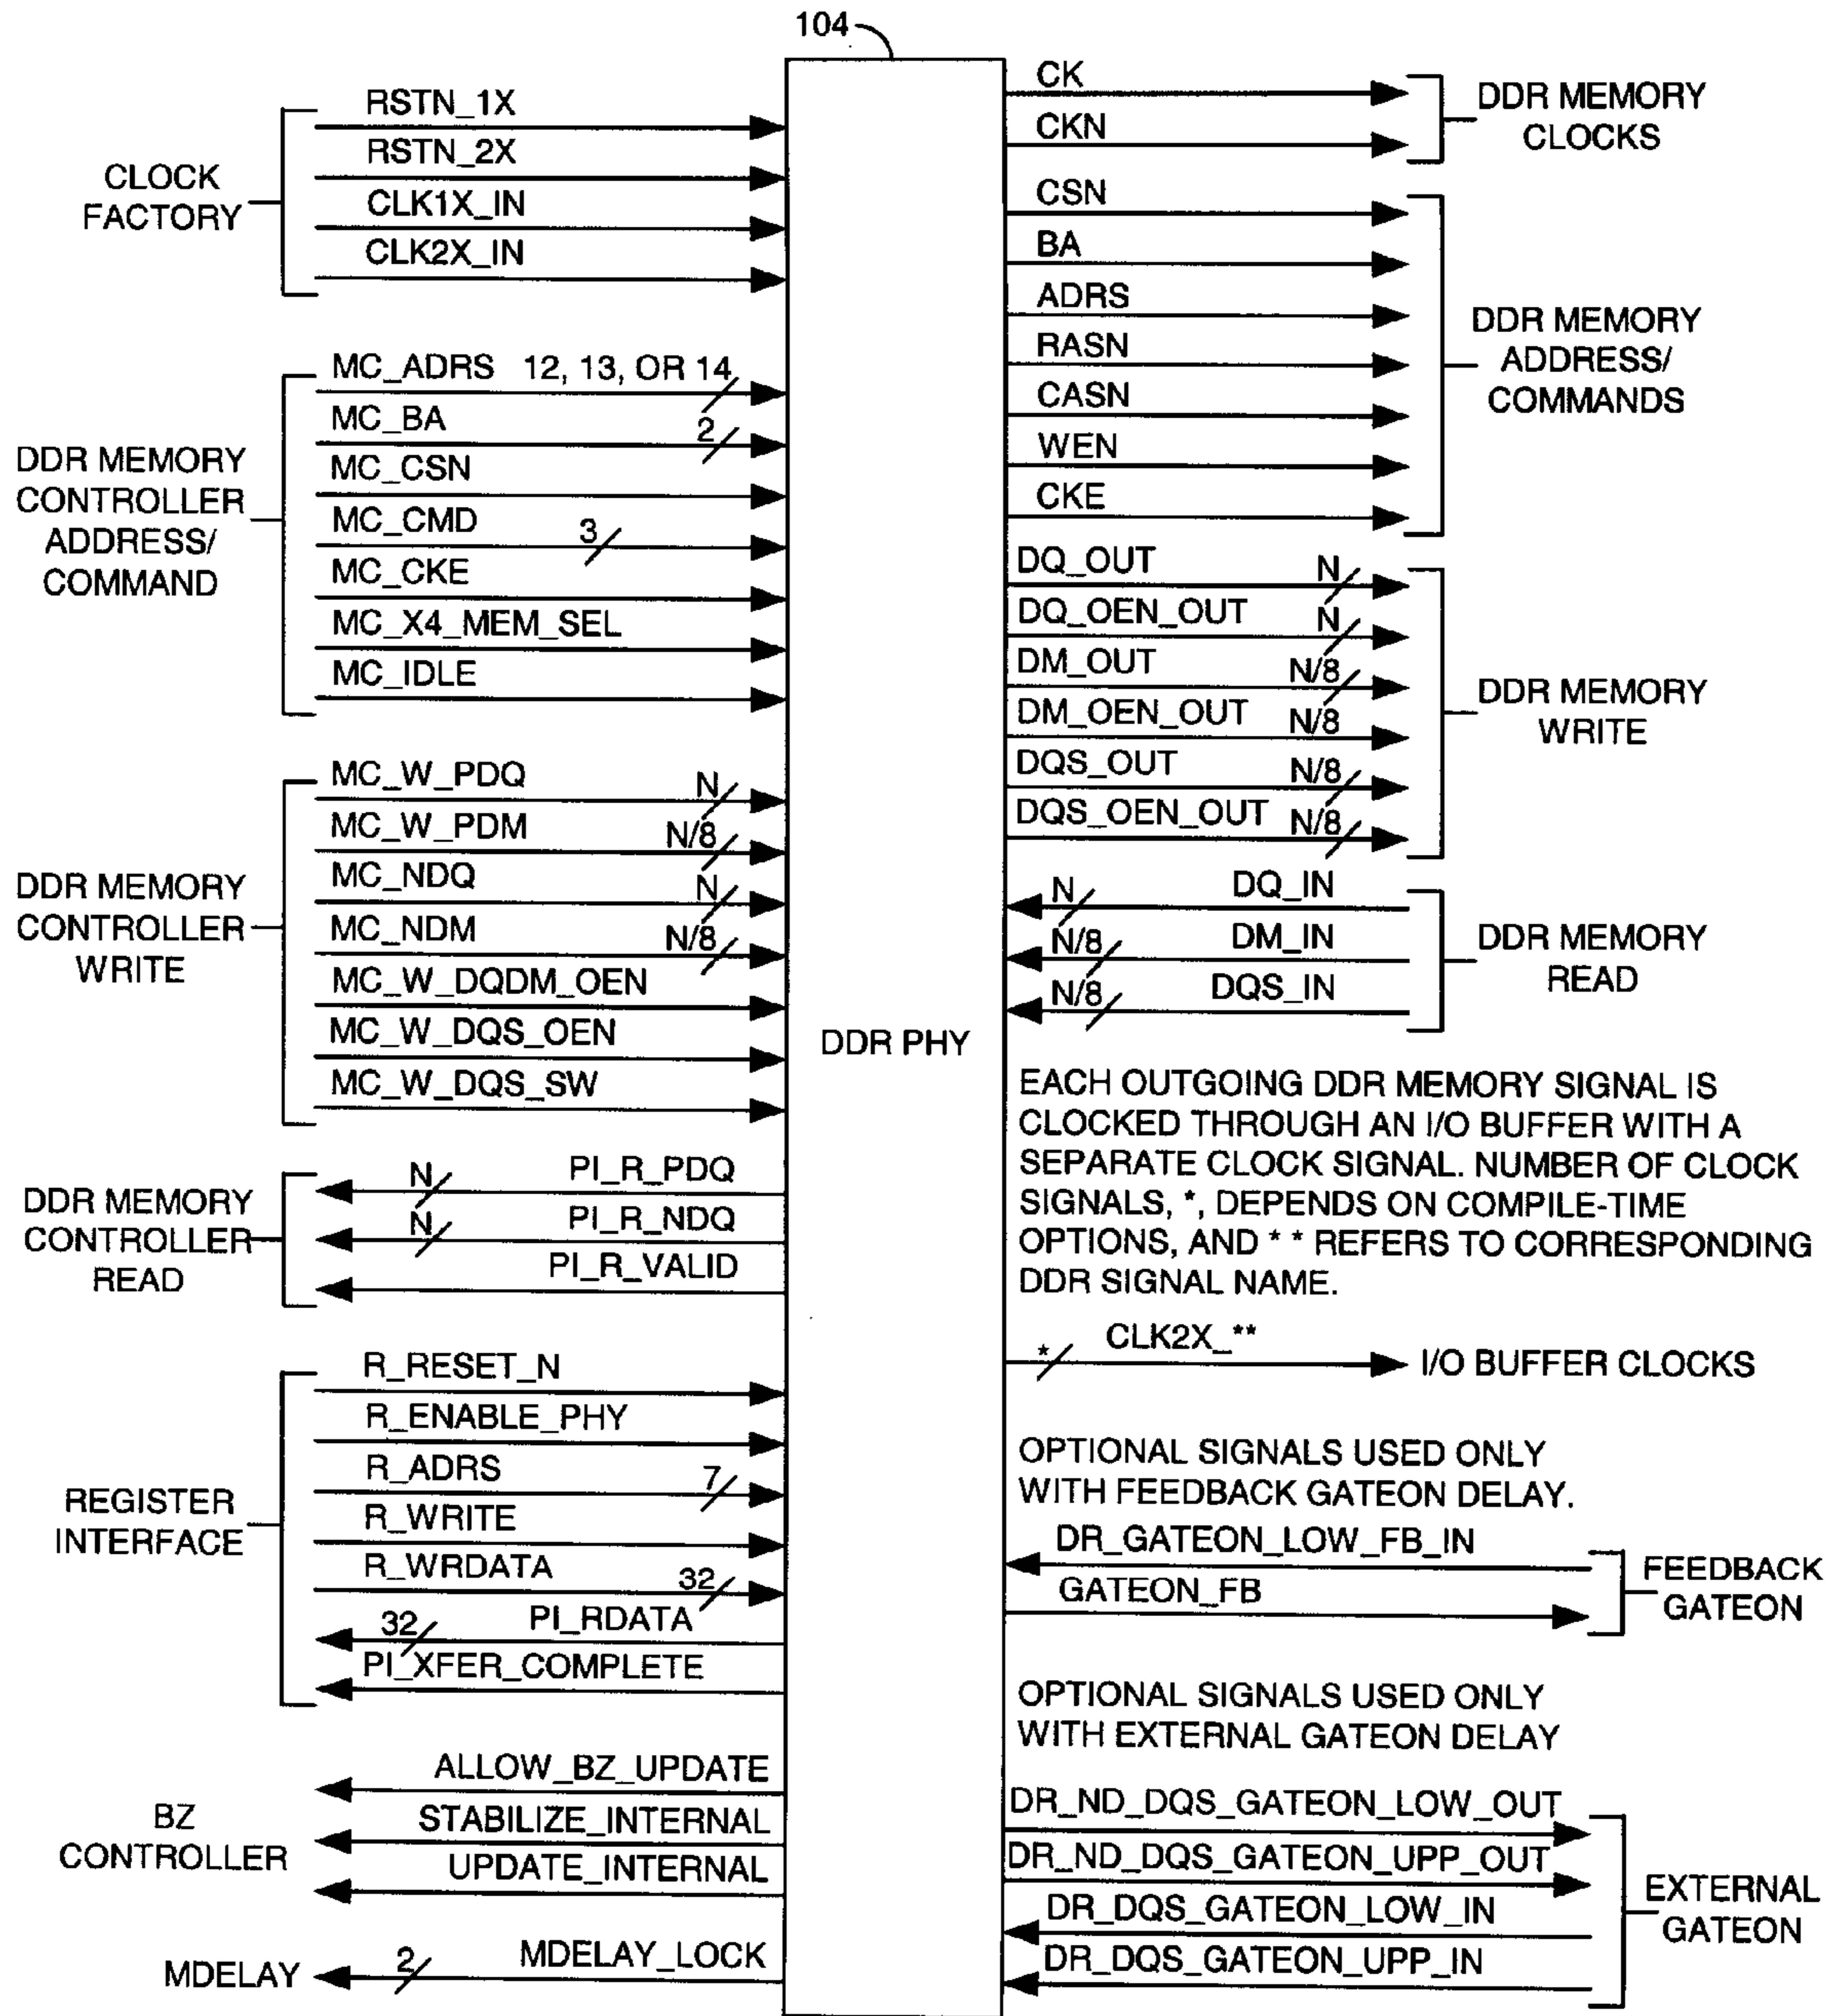 104
RSTN_1X
RSTN_2X
CLK1X_IN
CLK2X_IN
CLOCK
FACTORY
MC_ADRS 12, 13, OR 14
MC_BA 2
MC_CSN
MC_CMD 3
MC_CKE
MC_X4_MEM_SEL
MC_IDLE
DDR MEMORY
CONTROLLER
ADDRESS/
COMMAND
MC_W_PDQ N
MC_W_PDM N/8
MC_NDQ N
MC_NDM N/8
MC_W_DQDM_OEN
MC_W_DQS_OEN
MC_W_DQS_SW
DDR MEMORY
CONTROLLER
WRITE
N PI_R_PDQ
N PI_R_NDQ
PI_R_VALID
DDR MEMORY
CONTROLLER
READ
R_RESET_N
R_ENABLE_PHY
R_ADRS 7
R_WRITE
R_WRDATA 32
32 PI_RDATA
PI_XFER_COMPLETE
REGISTER
INTERFACE
ALLOW_BZ_UPDATE
STABILIZE_INTERNAL
UPDATE_INTERNAL
BZ
CONTROLLER
MDELAY 2 MDELAY_LOCK
DDR PHY
CK
CKN
DDR MEMORY
CLOCKS
CSN
BA
ADRS
RASN
CASN
WEN
CKE
DDR MEMORY
ADDRESS/
COMMANDS
DQ_OUT N
DQ_OEN_OUT N
DM_OUT N/8
DM_OEN_OUT N/8
DQS_OUT N/8
DQS_OEN_OUT N/8
DDR MEMORY
WRITE
N DQ_IN
N/8 DM_IN
N/8 DQS_IN
DDR MEMORY
READ
EACH OUTGOING DDR MEMORY SIGNAL IS
CLOCKED THROUGH AN I/O BUFFER WITH A
SEPARATE CLOCK SIGNAL. NUMBER OF CLOCK
SIGNALS, *, DEPENDS ON COMPILE-TIME
OPTIONS, AND * * REFERS TO CORRESPONDING
DDR SIGNAL NAME.
* CLK2X_**
I/O BUFFER CLOCKS
OPTIONAL SIGNALS USED ONLY
WITH FEEDBACK GATEON DELAY.
DR_GATEON_LOW_FB_IN
GATEON_FB
FEEDBACK
GATEON
OPTIONAL SIGNALS USED ONLY
WITH EXTERNAL GATEON DELAY
DR_ND_DQS_GATEON_LOW_OUT
DR_ND_DQS_GATEON_UPP_OUT
DR_DQS_GATEON_LOW_IN
DR_DQS_GATEON_UPP_IN
EXTERNAL
GATEON